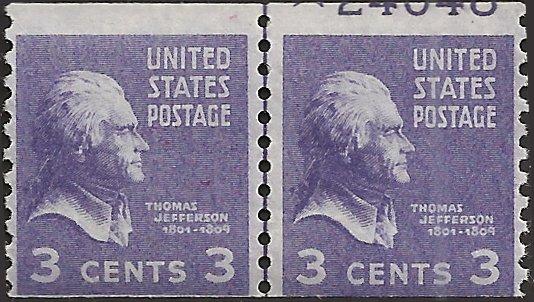 UNITED
STATES
POSTAGE
THOMAS
JEFFERSON
1801-1809
3 CENTS 3
UNITED
STATES
POSTAGE
THOMAS
JEFFERSON
1801-1809
3 CENTS 3